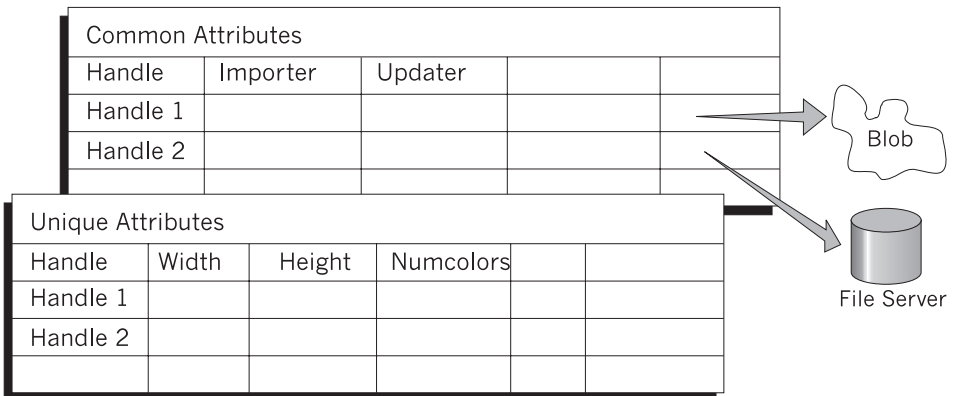 Common Attributes
Handle Importer Updater
Handle 1
Handle 2
Blob
Unique Attributes
Handle Width Height Numcolors
Handle 1
Handle 2
File Server